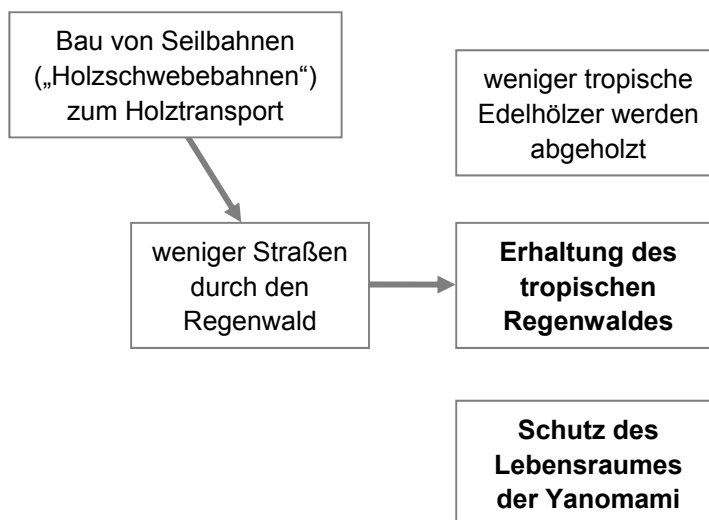 Bau von Seilbahnen
(„Holzschwebebahnen“)
zum Holztransport
weniger tropische
Edelhölzer werden
abgeholzt
weniger Straßen
durch den
Regenwald
Erhaltung des
tropischen
Regenwaldes
Schutz des
Lebensraumes
der Yanomami